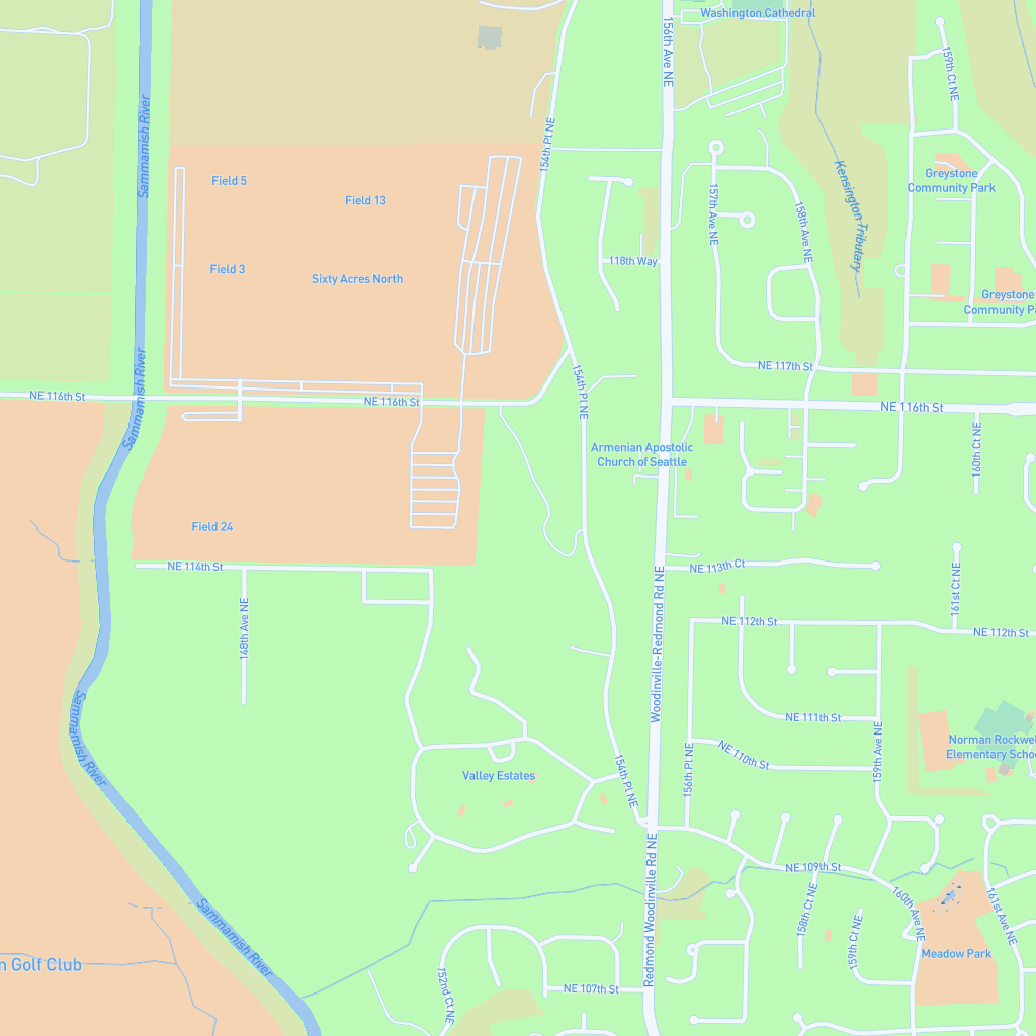 Washington Cathedral
156th Ave NE
159th Ct NE
Sammamish River
154th Pl NE
Greystone
Community Park
Field 5
Field 13
157th Ave NE
158th Ave NE
Kensington Tributary
118th Way
Field 3
Sixty Acres North
Greystone
Community Pa
Sammamish River
NE 117th St
154th Pl NE
NE 116th St
NE 116th St
NE 116th St
160th Ct NE
Armenian Apostolic
Church of Seattle
Field 24
NE 114th St
NE 113th Ct
161st Ct NE
148th Ave NE
Woodinville-Redmond Rd NE
NE 112th St
NE 112th St
Sammamish River
NE 111th St
159th Ave NE
Norman Rockwel
Elementary Schoo
NE 110th St
156th Pl NE
Valley Estates
154th Pl NE
NE 109th St
Redmond Woodinville Rd NE
160th Ave NE
158th Ct NE
161st Ave NE
Sammamish River
159th Ct NE
Meadow Park
n Golf Club
152nd Ct NE
NE 107th St